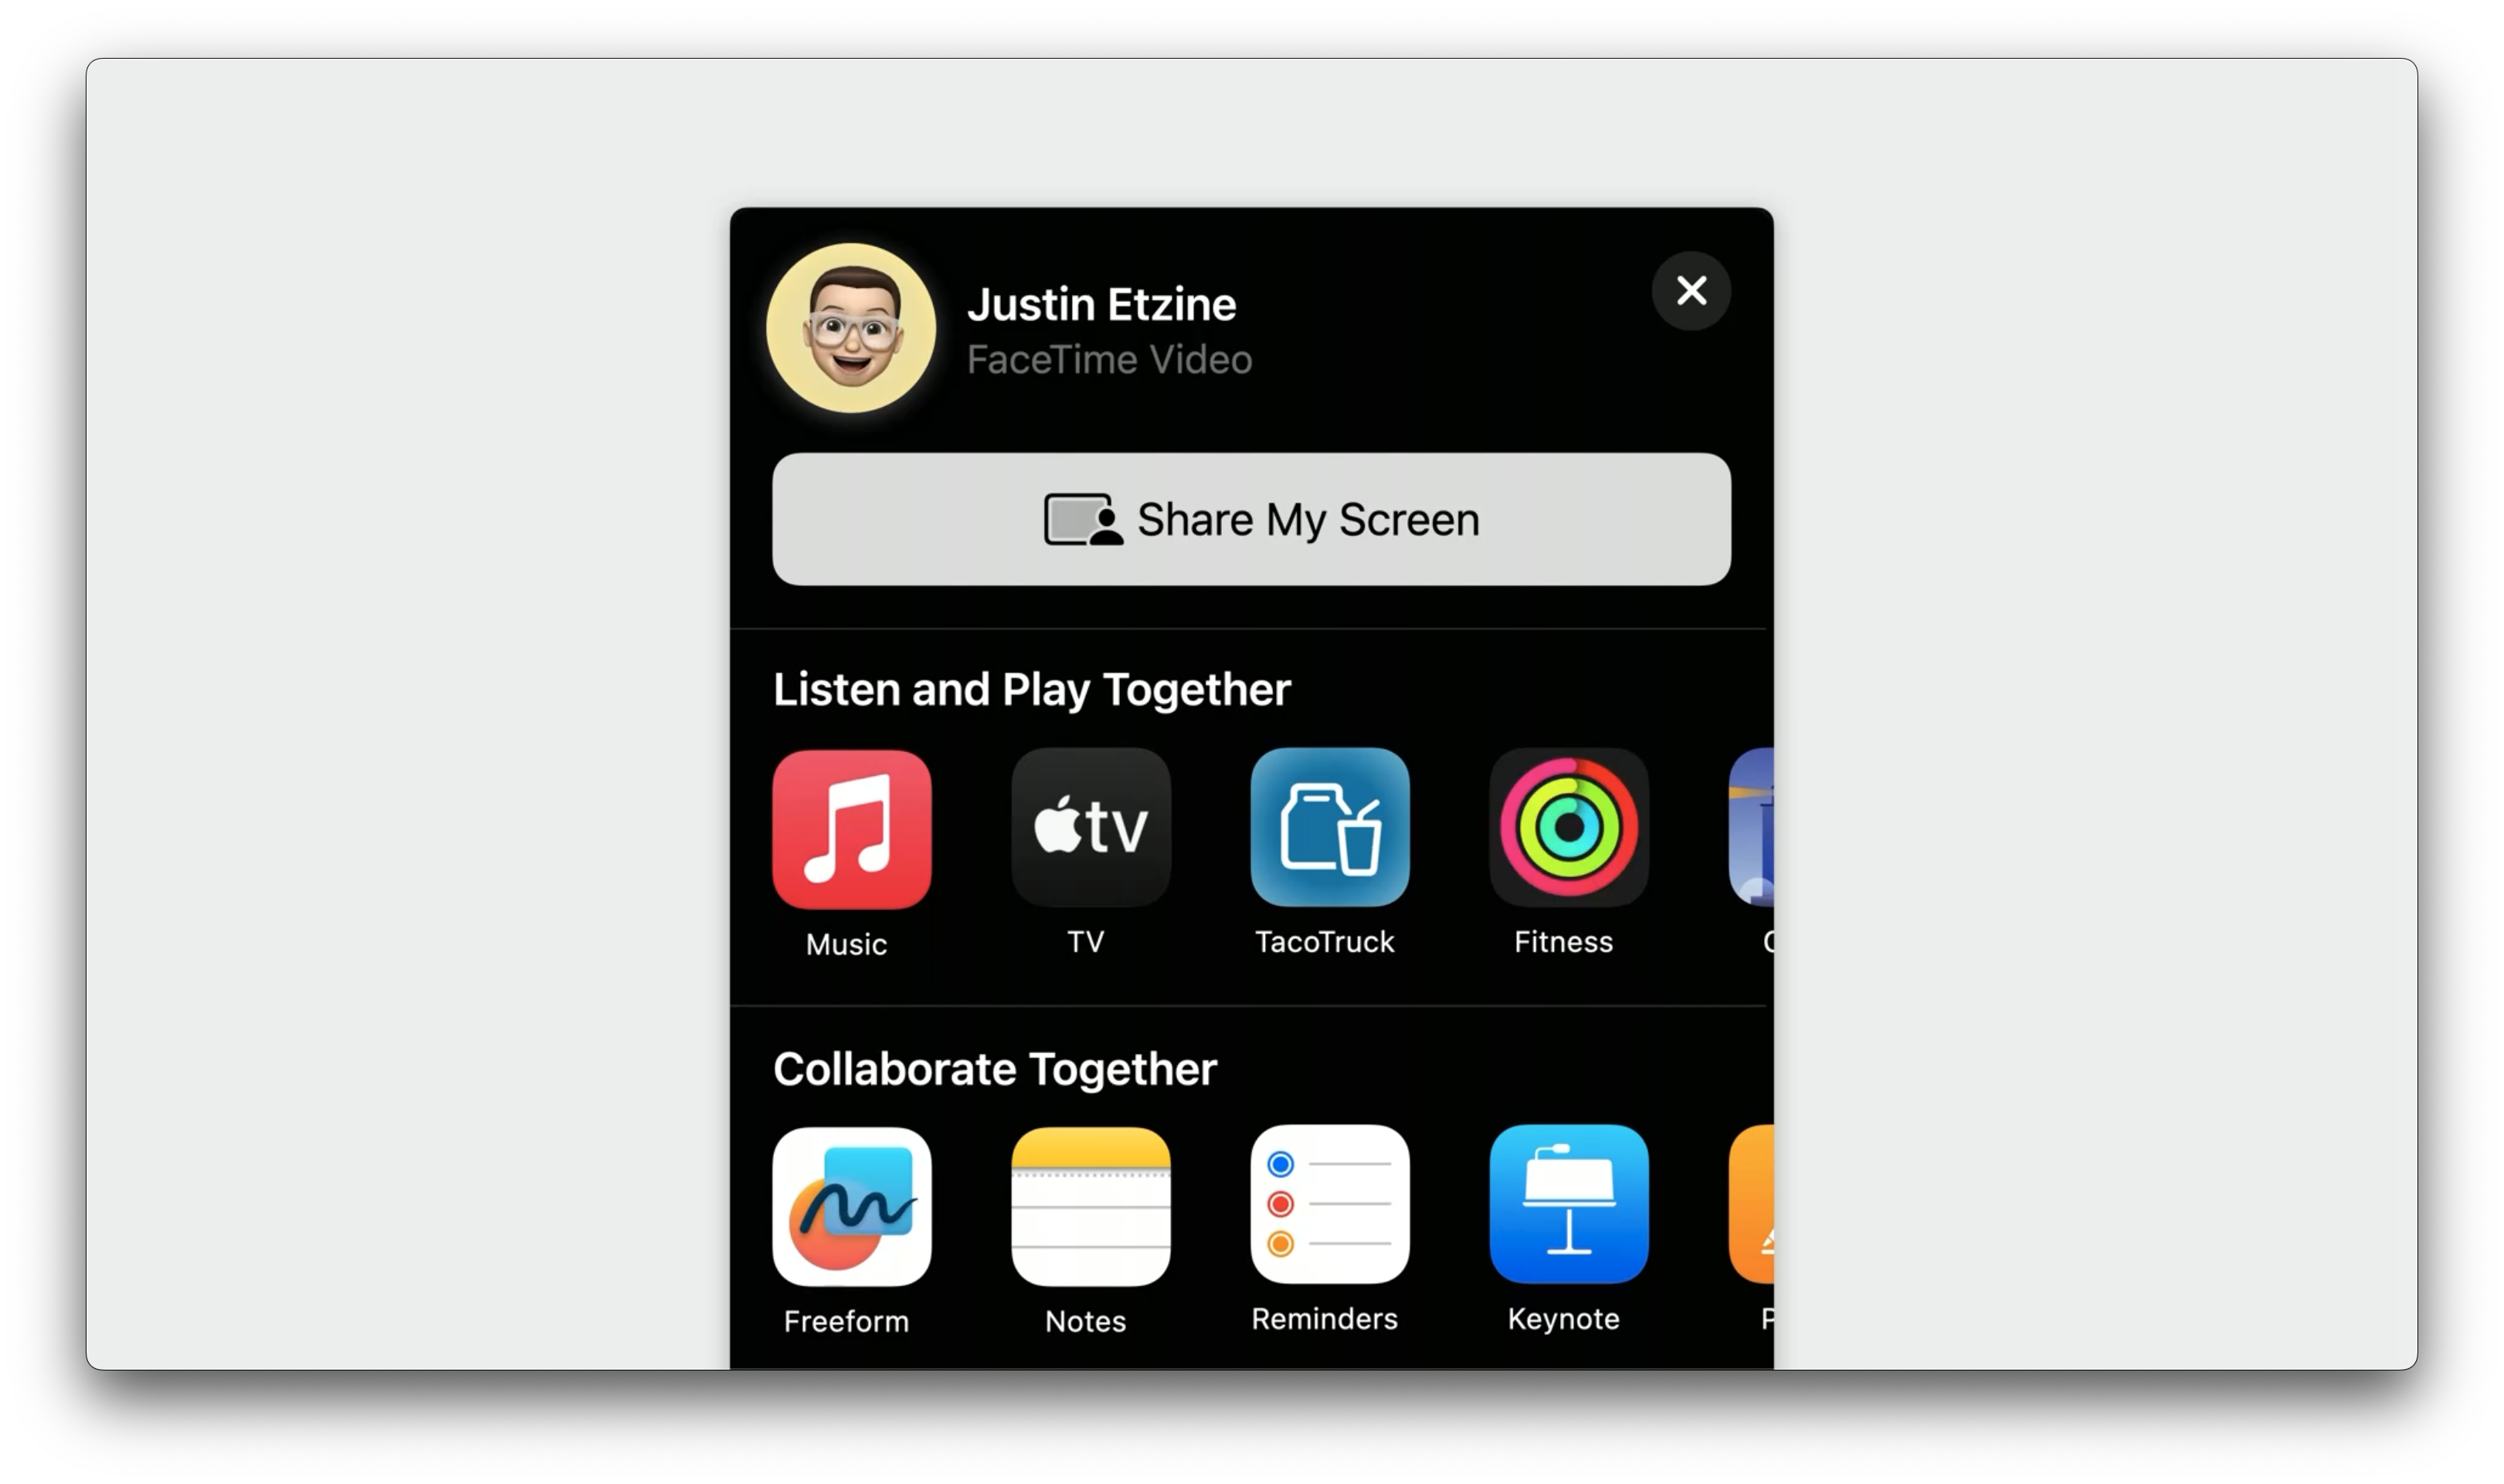 Justin Etzine
FaceTime Video
Share My Screen
Listen and Play Together
tv
Music
TV
TacoTruck
Fitness
Collaborate Together
Freeform
Notes
Reminders
Keynote